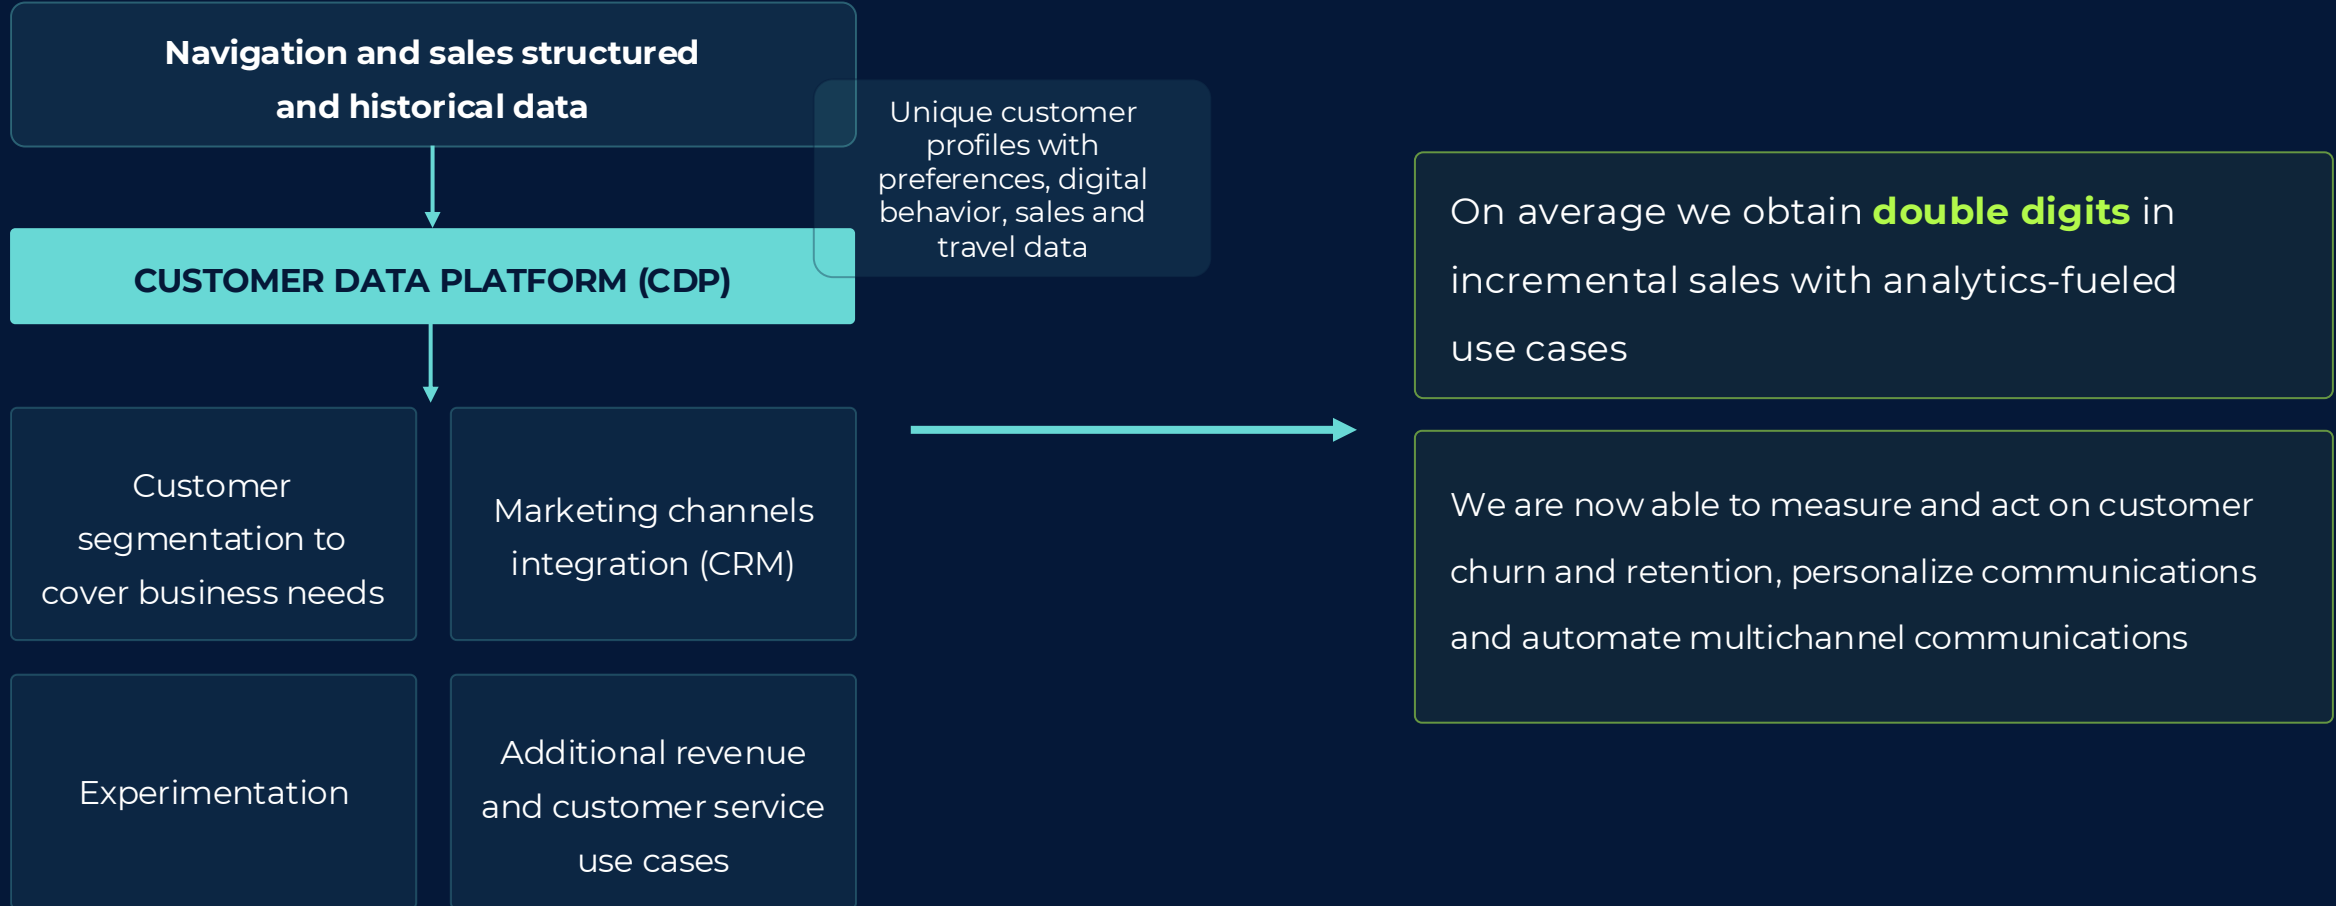 Navigation and sales structured
and historical data
Unique customer
profiles with
preferences, digital
behavior, sales and
travel data
CUSTOMER DATA PLATFORM (CDP)
Customer
segmentation to
cover business needs
Marketing channels
integration (CRM)
Experimentation
Additional revenue
and customer service
use cases
On average we obtain double digits in
incremental sales with analytics-fueled
use cases
We are now able to measure and act on customer
churn and retention, personalize communications
and automate multichannel communications